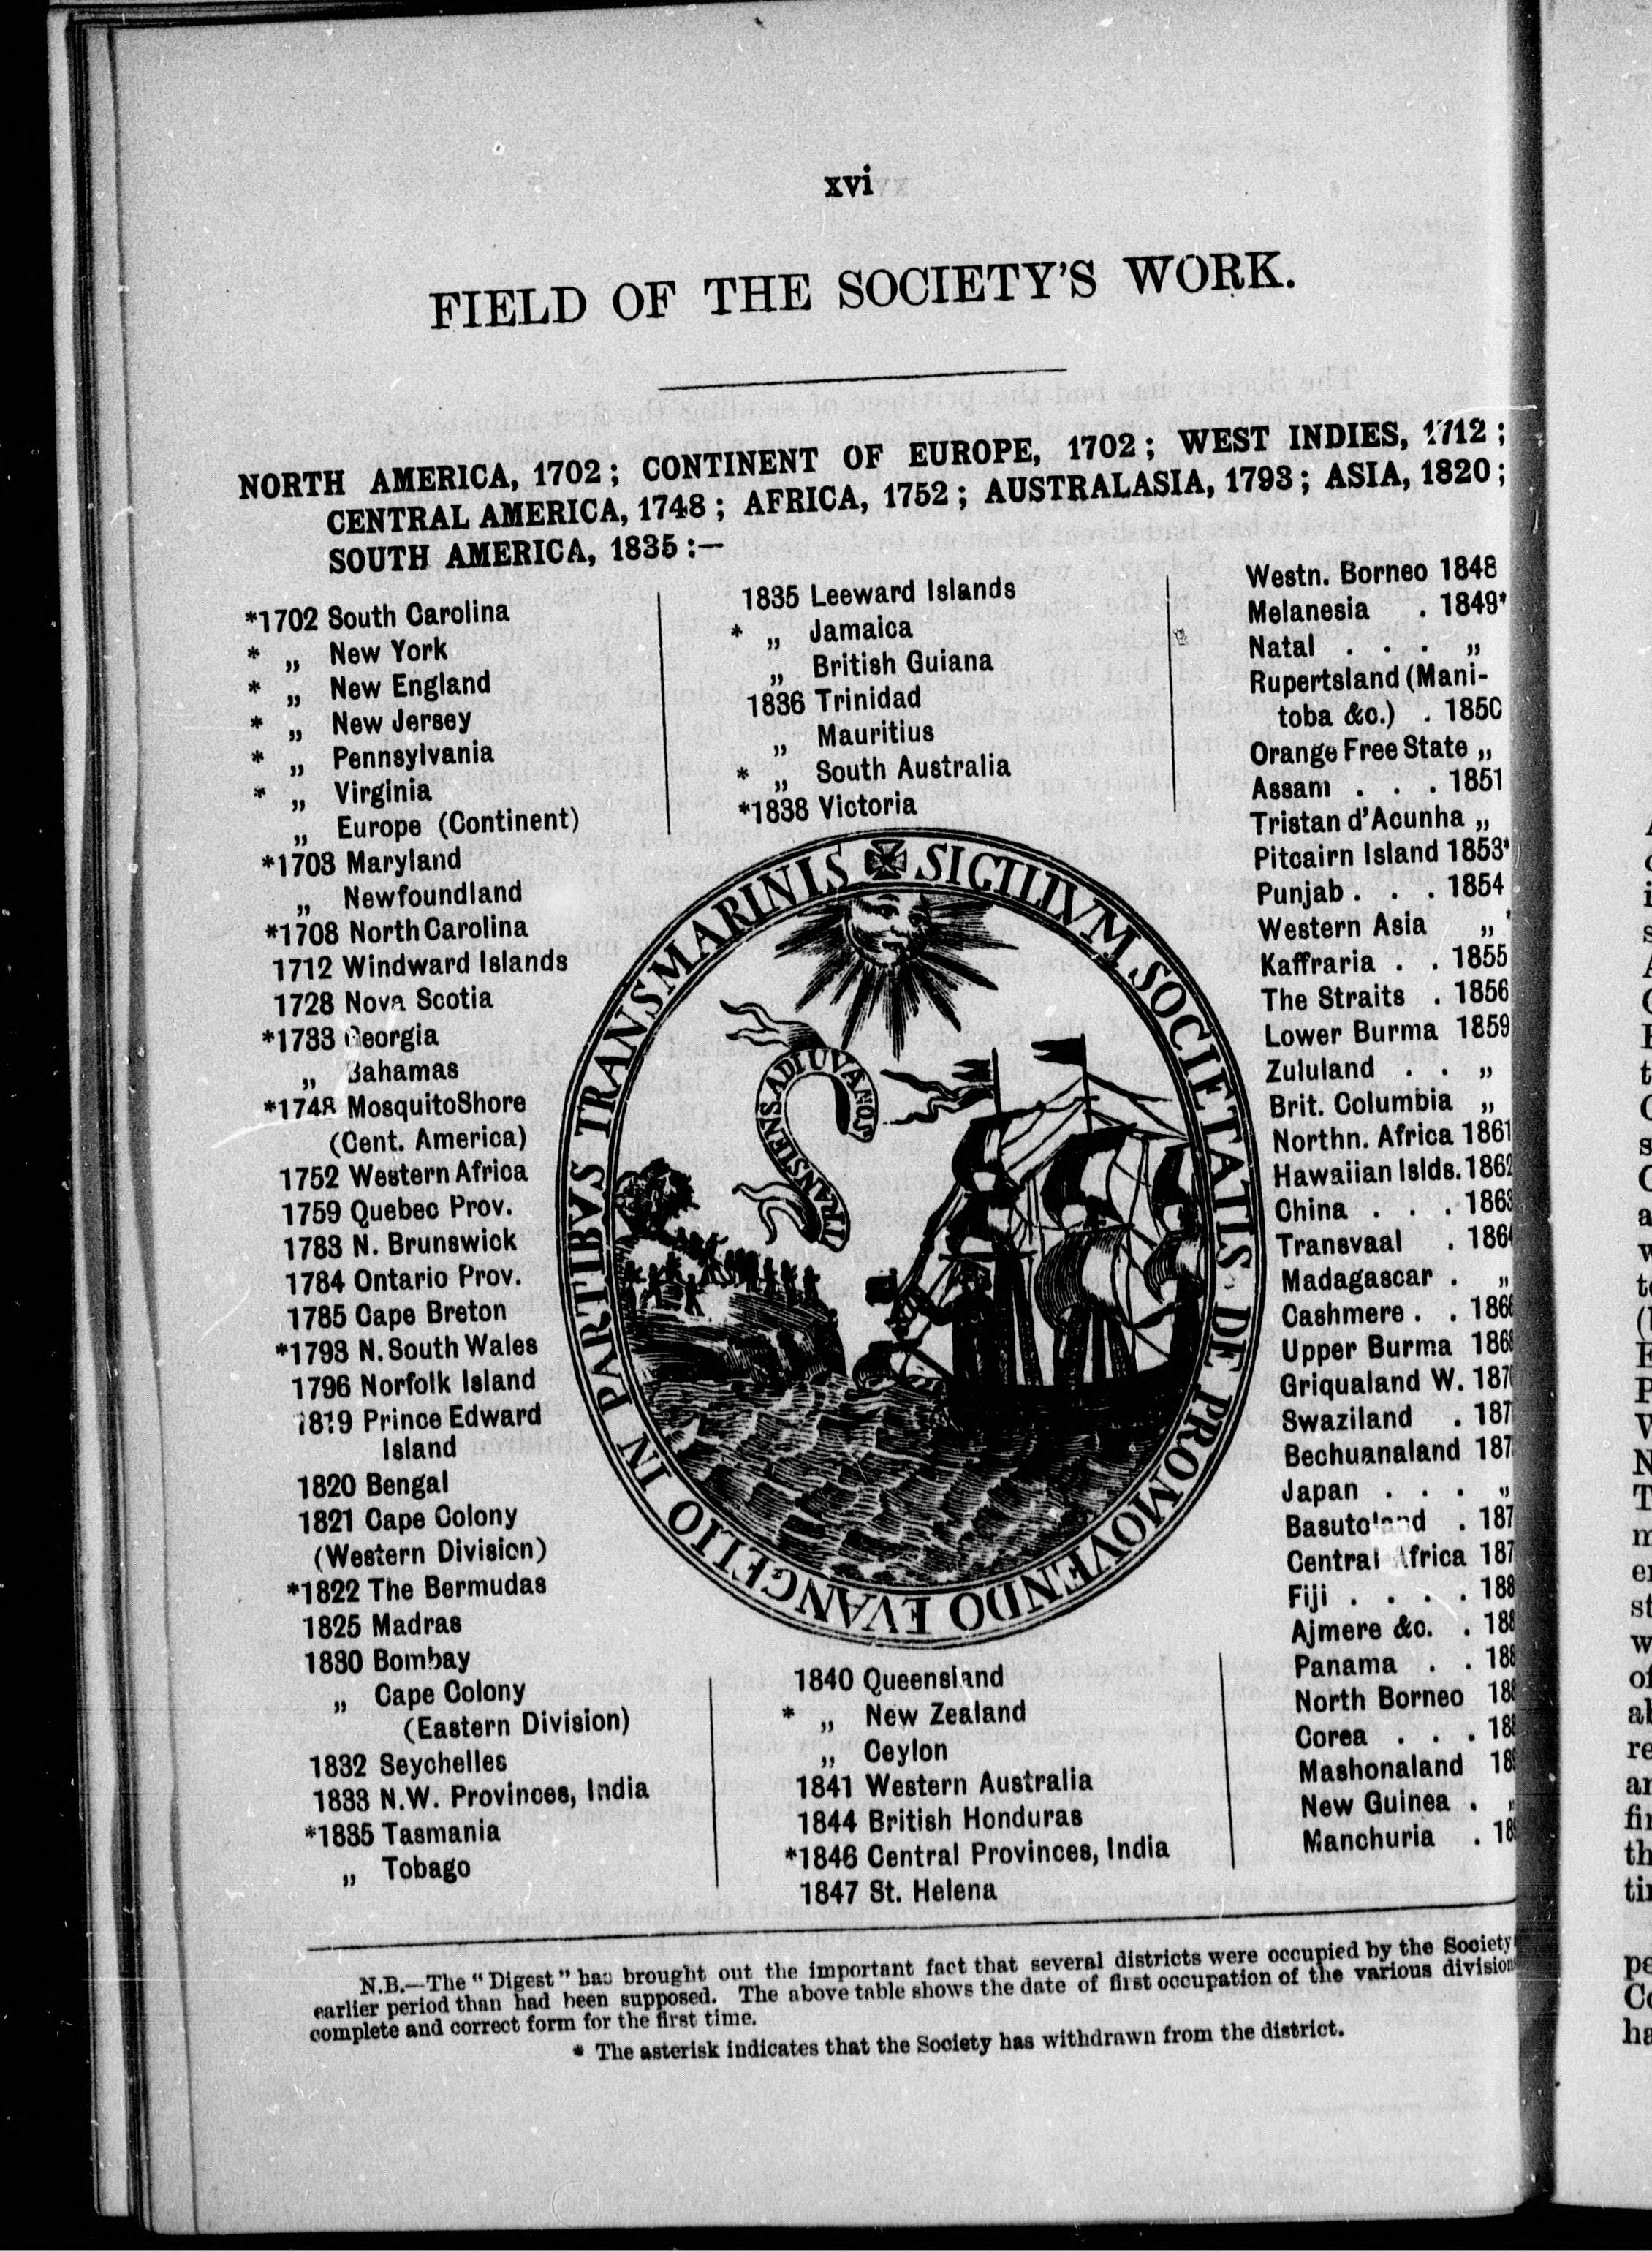 xvi
FIELD OF THE SOCIETY'S WORK.
NORTH AMERICA, 1702; CONTINENT OF EUROPE, 1702; WEST INDIES, 1712;
CENTRAL AMERICA, 1748; AFRICA, 1752; AUSTRALASIA, 1793; ASIA, 1820;
SOUTH AMERICA, 1835:—
*1702 South Carolina
* „ New York
* „ New England
* „ New Jersey
* „ Pennsylvania
* „ Virginia
„ Europe (Continent)
*1703 Maryland
„ Newfoundland
*1708 North Carolina
1712 Windward Islands
1728 Nova Scotia
*1733 Georgia
„ Bahamas
*1748 Mosquito Shore
(Cent. America)
1752 Western Africa
1759 Quebec Prov.
1783 N. Brunswick
1784 Ontario Prov.
1785 Cape Breton
*1793 N. South Wales
1796 Norfolk Island
1819 Prince Edward
Island
1820 Bengal
1821 Cape Colony
(Western Division)
*1822 The Bermudas
1825 Madras
1830 Bombay
„ Cape Colony
(Eastern Division)
1832 Seychelles
1833 N.W. Provinces, India
*1835 Tasmania
„ Tobago
1835 Leeward Islands
* „ Jamaica
„ British Guiana
1836 Trinidad
„ Mauritius
* „ South Australia
*1838 Victoria
SIGILLVM SOCIETATIS DE PROMOVENDO EVANGELIO IN PARTIBVS TRANSMARINIS
TRANSIENS ADIUVA NOS
1840 Queensland
* „ New Zealand
„ Ceylon
1841 Western Australia
1844 British Honduras
*1846 Central Provinces, India
1847 St. Helena
Westn. Borneo 1848
Melanesia . 1849*
Natal . . . „
Rupertsland (Mani-
toba &c.) . 1850
Orange Free State „
Assam . . . 1851
Tristan d'Acunha „
Pitcairn Island 1853*
Punjab . . . 1854
Western Asia „*
Kaffraria . . 1855
The Straits . 1856
Lower Burma 1859
Zululand . . „
Brit. Columbia „
Northn. Africa 1861
Hawaiian Islds. 1862
China . . . 1863
Transvaal . 186
Madagascar . „
Cashmere . . 186
Upper Burma 186
Griqualand W. 187
Swaziland . 187
Bechuanaland 187
Japan . . . „
Basutoland . 187
Central Africa 187
Fiji . . . . 188
Ajmere &c. . 188
Panama . . 188
North Borneo 18
Corea . . . 18
Mashonaland 18
New Guinea . „
Manchuria . 18
N.B.—The "Digest" has brought out the important fact that several districts were occupied by the Society
earlier period than had been supposed. The above table shows the date of first occupation of the various division
complete and correct form for the first time.
* The asterisk indicates that the Society has withdrawn from the district.